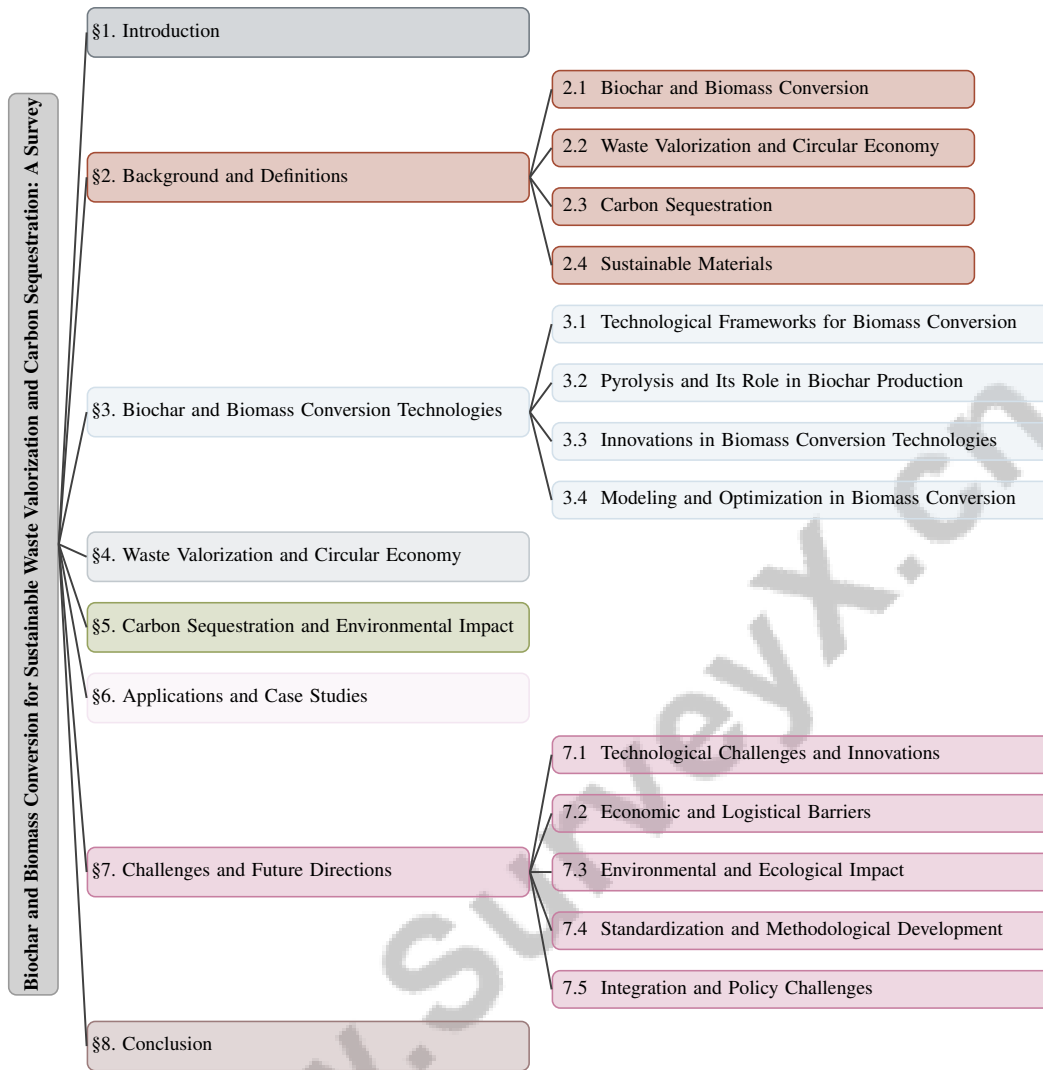 Biochar and Biomass Conversion for Sustainable Waste Valorization and Carbon Sequestration: A Survey
§1. Introduction
§2. Background and Definitions
2.1 Biochar and Biomass Conversion
2.2 Waste Valorization and Circular Economy
2.3 Carbon Sequestration
2.4 Sustainable Materials
§3. Biochar and Biomass Conversion Technologies
3.1 Technological Frameworks for Biomass Conversion
3.2 Pyrolysis and Its Role in Biochar Production
3.3 Innovations in Biomass Conversion Technologies
3.4 Modeling and Optimization in Biomass Conversion
§4. Waste Valorization and Circular Economy
§5. Carbon Sequestration and Environmental Impact
§6. Applications and Case Studies
§7. Challenges and Future Directions
7.1 Technological Challenges and Innovations
7.2 Economic and Logistical Barriers
7.3 Environmental and Ecological Impact
7.4 Standardization and Methodological Development
7.5 Integration and Policy Challenges
§8. Conclusion
w.SurveyX.cn